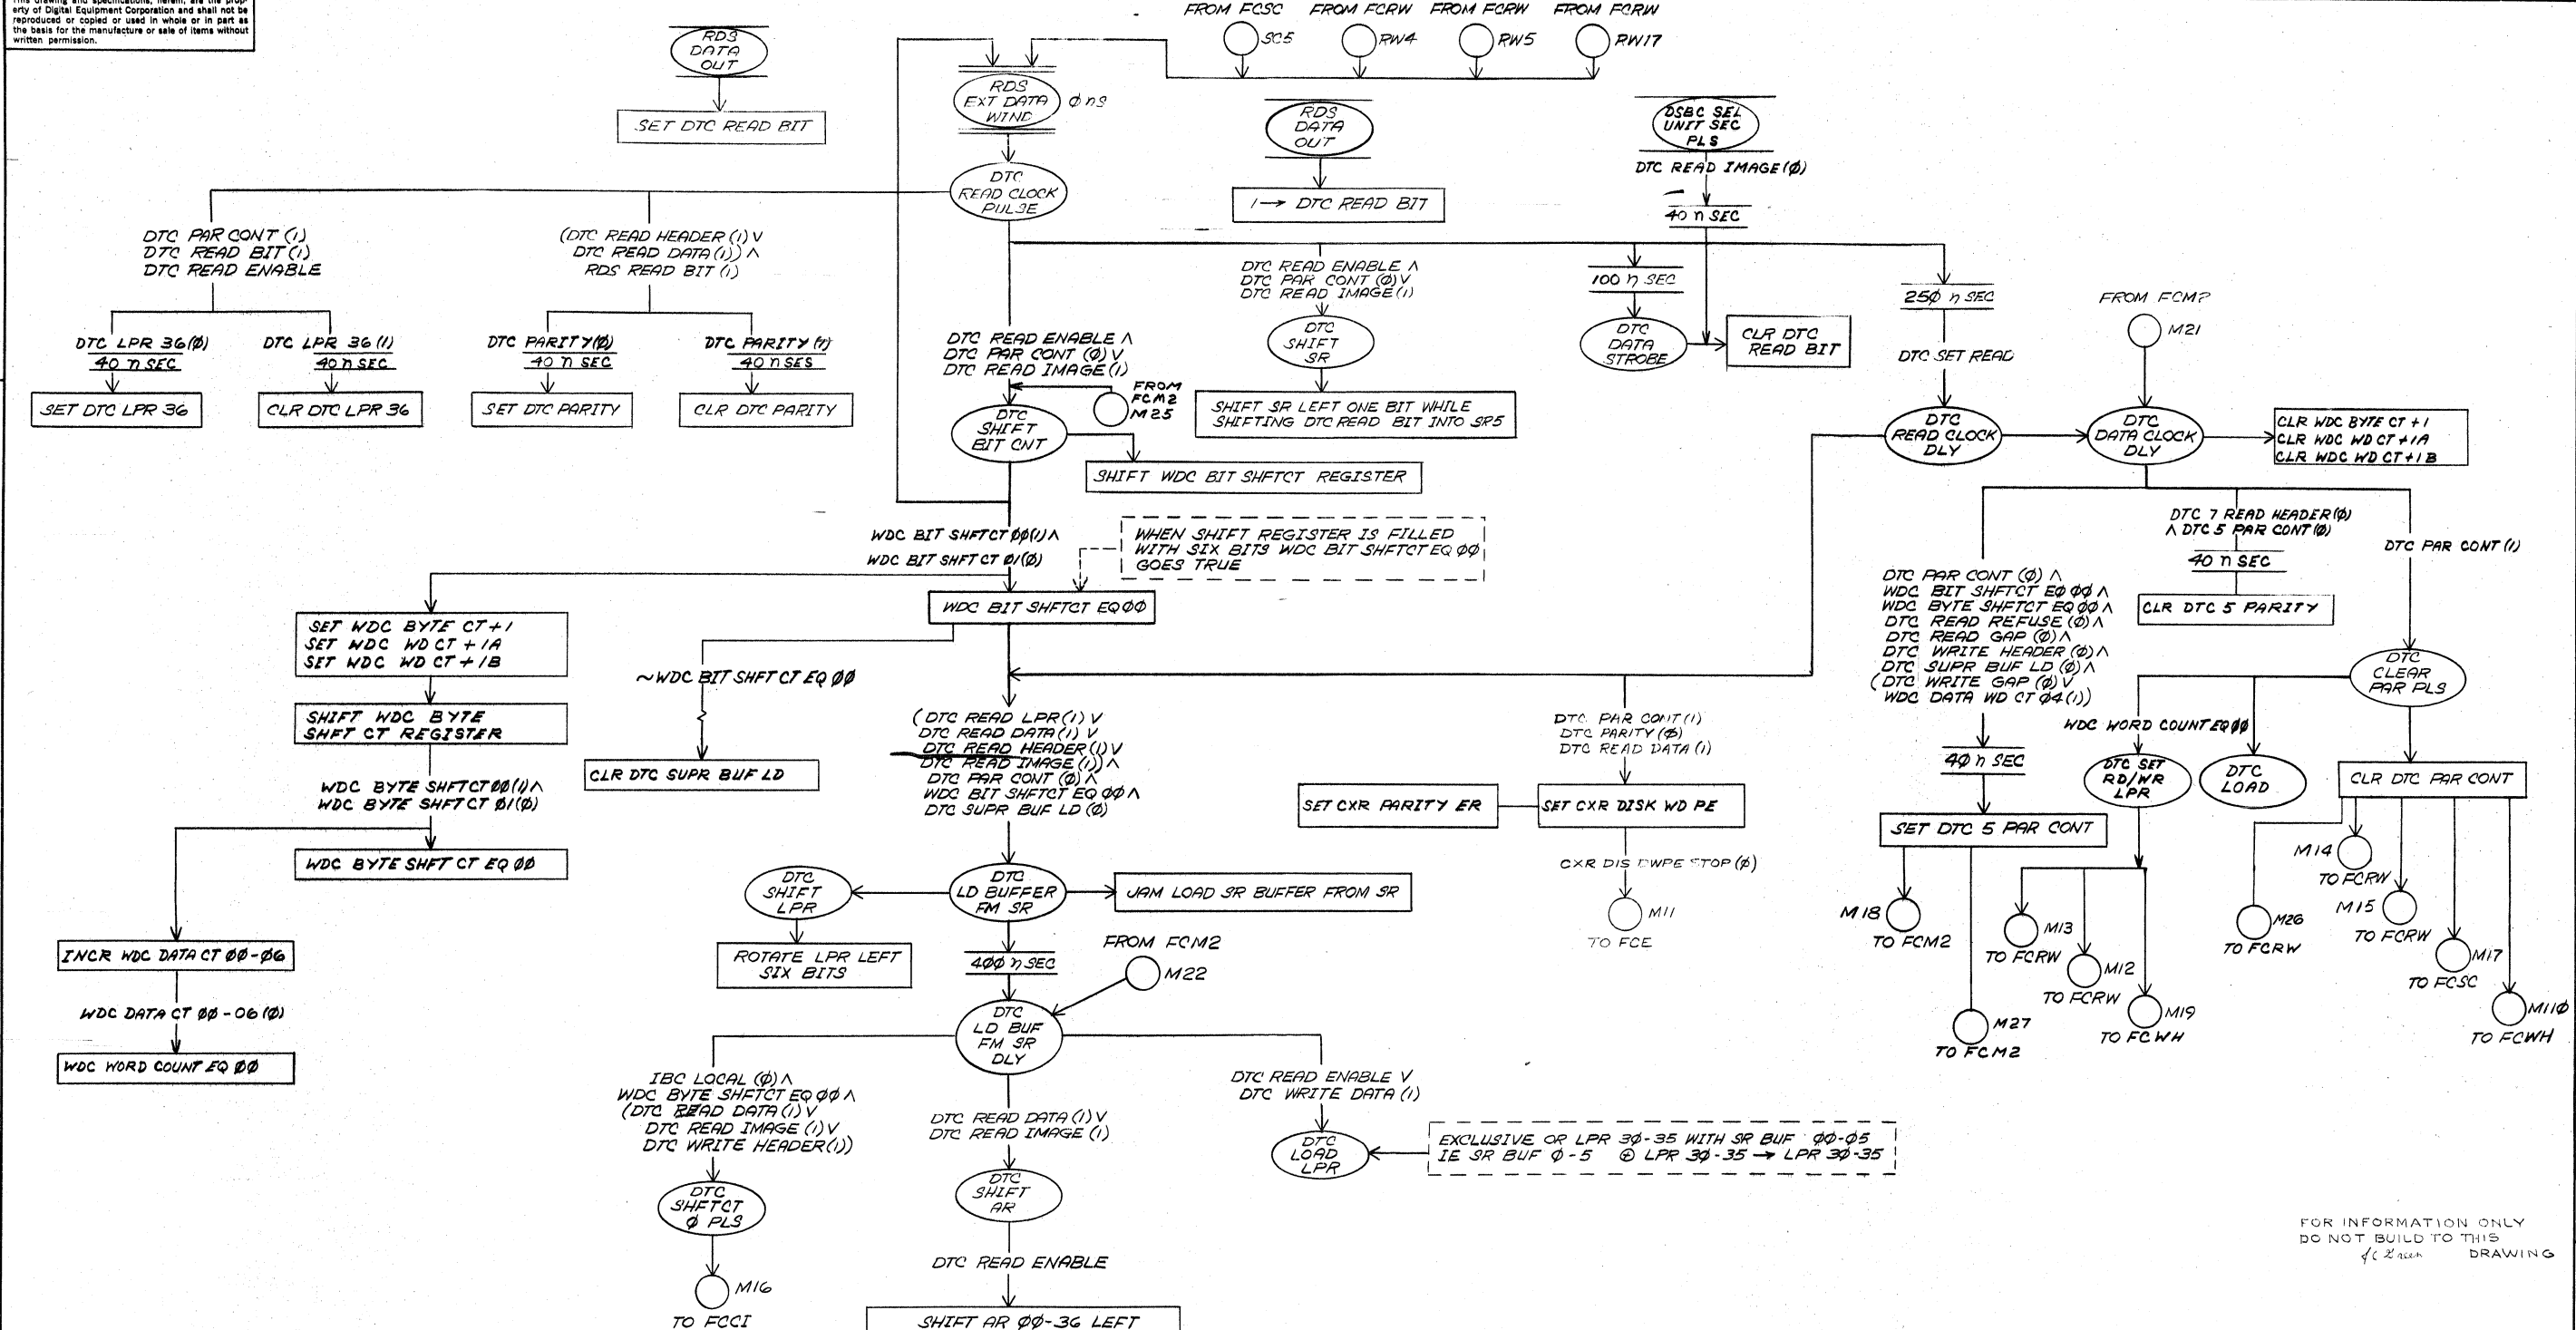 This drawing and specifications, herein, are the prop-
erty of Digital Equipment Corporation and shall not be
reproduced or copied or used in whole or in part as
the basis for the manufacture or sale of items without
written permission.
RDS
DATA
OUT
SET DTC READ BIT
FROM FCSC
SC5
FROM FCRW
RW4
FROM FCRW
RW5
FROM FCRW
RW17
RDS
EXT DATA
WIND
Ø ns
RDS
DATA
OUT
1→ DTC READ BIT
DSBC SEL
UNIT SEC
PLS
DTC READ IMAGE(Ø)
40 n SEC
DTC
READ CLOCK
PULSE
DTC PAR CONT (1)
DTC READ BIT (1)
DTC READ ENABLE
(DTC READ HEADER (1) V
DTC READ DATA(1)) Λ
RDS READ BIT (1)
DTC LPR 36(Ø)
40 n SEC
SET DTC LPR 36
DTC LPR 36(1)
40 n SEC
CLR DTC LPR 36
DTC PARITY(Ø)
40 n SEC
SET DTC PARITY
DTC PARITY(1)
40 n SES
CLR DTC PARITY
DTC READ ENABLE Λ
DTC PAR CONT (Ø) V
DTC READ IMAGE(1)
FROM
FCM2
M25
DTC
SHIFT
BIT CNT
SHIFT WDC BIT SHFTCT REGISTER
DTC READ ENABLE Λ
DTC PAR CONT (Ø) V
DTC READ IMAGE(1)
DTC
SHIFT
SR
SHIFT SR LEFT ONE BIT WHILE
SHIFTING DTC READ BIT INTO SR5
100 n SEC
DTC
DATA
STROBE
CLR DTC
READ BIT
25Ø n SEC
DTC SET READ
DTC
READ CLOCK
DLY
FROM FCM2
M21
DTC
DATA CLOCK
DLY
CLR WDC BYTE CT +1
CLR WDC WD CT +1A
CLR WDC WD CT +1B
WDC BIT SHFTCT ØØ(1) Λ
WDC BIT SHFTCT Ø1(Ø)
WHEN SHIFT REGISTER IS FILLED
WITH SIX BITS WDC BIT SHFTCT EQ ØØ
GOES TRUE
WDC BIT SHFTCT EQ ØØ
SET WDC BYTE CT +1
SET WDC WD CT +1A
SET WDC WD CT +1B
SHIFT WDC BYTE
SHFT CT REGISTER
WDC BYTE SHFTCT ØØ(1) Λ
WDC BYTE SHFTCT Ø1(Ø)
WDC BYTE SHFT CT EQ ØØ
INCR WDC DATA CT ØØ-Ø6
WDC DATA CT ØØ-06(Ø)
WDC WORD COUNT EQ ØØ
~WDC BIT SHFT CT EQ ØØ
CLR DTC SUPR BUF LD
(DTC READ LPR(1) V
DTC READ DATA(1) V
DTC READ HEADER(1) V
DTC READ IMAGE(1)) Λ
DTC PAR CONT (Ø) Λ
WDC BIT SHFTCT EQ ØØ Λ
DTC SUPR BUF LD (Ø)
DTC
LD BUFFER
FM SR
DTC
SHIFT
LPR
ROTATE LPR LEFT
SIX BITS
JAM LOAD SR BUFFER FROM SR
4ØØ n SEC
FROM FCM2
M22
DTC
LD BUF
FM SR
DLY
IBC LOCAL (Ø) Λ
WDC BYTE SHFTCT EQ ØØ Λ
(DTC READ DATA(1) V
DTC READ IMAGE (1) V
DTC WRITE HEADER(1))
DTC
SHFTCT
Ø PLS
M16
TO FCCI
DTC READ DATA(1) V
DTC READ IMAGE(1)
DTC
SHIFT
AR
DTC READ ENABLE
SHIFT AR ØØ-36 LEFT
DTC READ ENABLE V
DTC WRITE DATA (1)
DTC
LOAD
LPR
EXCLUSIVE OR LPR 3Ø-35 WITH SR BUF ØØ-Ø5
IE SR BUF Ø-5 ⊕ LPR 3Ø-35 → LPR 3Ø-35
DTC PAR CONT(1)
DTC PARITY(Ø)
DTC READ DATA(1)
SET CXR PARITY ER
SET CXR DISK WD PE
CXR DIS DWPE STOP(Ø)
M11
TO FCE
DTC PAR CONT (Ø) Λ
WDC BIT SHFTCT EQ ØØ Λ
WDC BYTE SHFTCT EQ ØØ Λ
DTC READ REFUSE (Ø) Λ
DTC READ GAP (Ø) Λ
DTC WRITE HEADER (Ø) Λ
DTC SUPR BUF LD (Ø) Λ
(DTC WRITE GAP (Ø) V
WDC DATA WD CT Ø4(1))
4Ø n SEC
SET DTC 5 PAR CONT
M18
TO FCM2
M27
TO FCM2
DTC 7 READ HEADER(Ø)
Λ DTC 5 PAR CONT(Ø)
40 n SEC
CLR DTC 5 PARITY
DTC PAR CONT (1)
DTC
CLEAR
PAR PLS
WDC WORD COUNT EQ ØØ
DTC SET
RD/WR
LPR
DTC
LOAD
CLR DTC PAR CONT
M13
TO FCRW
M12
TO FCRW
M19
TO FCWH
M26
TO FCRW
M14
TO FCRW
M15
TO FCRW
M17
TO FCSC
M11Ø
TO FCWH
FOR INFORMATION ONLY
DO NOT BUILD TO THIS
DRAWING